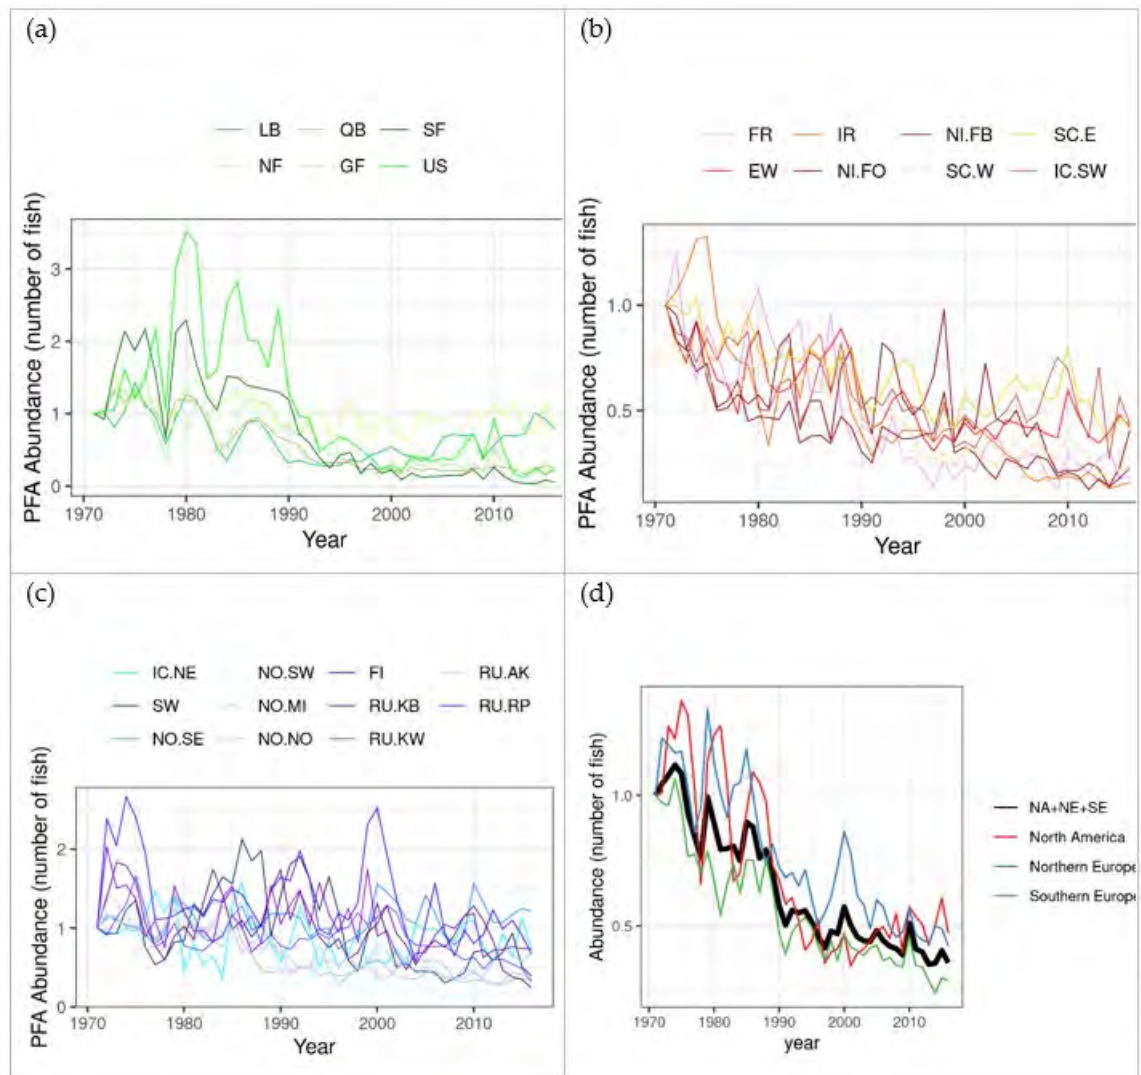 (a)
LB QB SF
NF GF US
PFA Abundance (number of fish)
3
2
1
0
1970 1980 1990 2000 2010
Year
(b)
FR IR NI.FB SC.E
EW NI.FO SC.W IC.SW
PFA Abundance (number of fish)
1.0
0.5
1970 1980 1990 2000 2010
Year
(c)
IC.NE NO.SW FI RU.AK
SW NO.MI RU.KB RU.RP
NO.SE NO.NO RU.KW
PFA Abundance (number of fish)
2
1
0
1970 1980 1990 2000 2010
Year
(d)
Abundance (number of fish)
1.0
0.5
1970 1980 1990 2000 2010
year
NA+NE+SE
North America
Northern Europe
Southern Europe